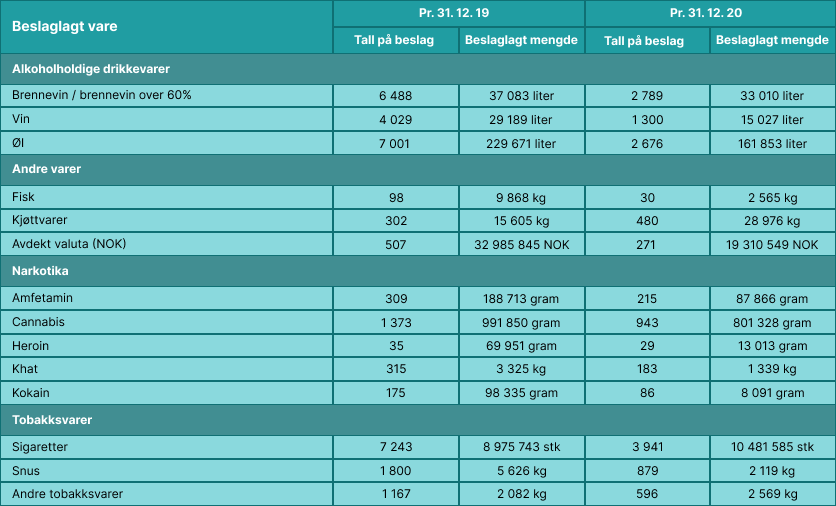 Beslaglagt vare Pr. 31. 12. 19 Pr. 31. 12. 20
Tall på beslag Beslaglagt mengde Tall på beslag Beslaglagt mengde
Alkoholholdige drikkevarer
Brennevin / brennevin over 60% 6 488 37 083 liter 2 789 33 010 liter
Vin 4 029 29 189 liter 1 300 15 027 liter
Øl 7 001 229 671 liter 2 676 161 853 liter
Andre varer
Fisk 98 9 868 kg 30 2 565 kg
Kjøttvarer 302 15 605 kg 480 28 976 kg
Avdekt valuta (NOK) 507 32 985 845 NOK 271 19 310 549 NOK
Narkotika
Amfetamin 309 188 713 gram 215 87 866 gram
Cannabis 1 373 991 850 gram 943 801 328 gram
Heroin 35 69 951 gram 29 13 013 gram
Khat 315 3 325 kg 183 1 339 kg
Kokain 175 98 335 gram 86 8 091 gram
Tobakksvarer
Sigaretter 7 243 8 975 743 stk 3 941 10 481 585 stk
Snus 1 800 5 626 kg 879 2 119 kg
Andre tobakksvarer 1 167 2 082 kg 596 2 569 kg